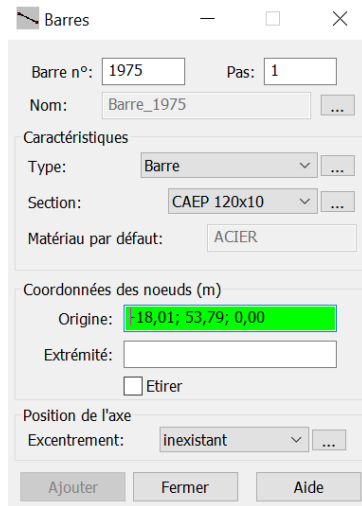 Barres
Barre n°: 1975 Pas: 1
Nom: Barre_1975 ...
Caractéristiques
Type: Barre ...
Section: CAEP 120x10 ...
Matériau par défaut: ACIER
Coordonnées des noeuds (m)
Origine: -18,01; 53,79; 0,00
Extrémité:
Etirer
Position de l'axe
Excentrement: inexistant ...
Ajouter Fermer Aide